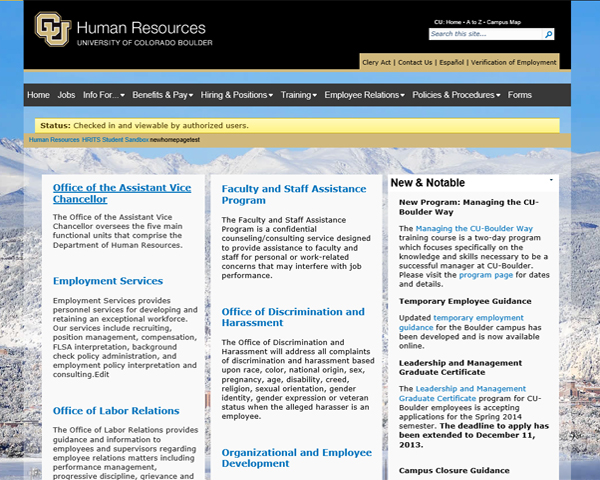 CU
Human Resources
UNIVERSITY OF COLORADO BOULDER
CU: Home • A to Z • Campus Map
Search this site...
Clery Act | Contact Us | Español | Verification of Employment
Home Jobs Info For... Benefits & Pay Hiring & Positions Training Employee Relations Policies & Procedures Forms
Status: Checked in and viewable by authorized users.
Human Resources HRITS Student Sandbox newhomepagetest
Office of the Assistant Vice
Chancellor
The Office of the Assistant Vice
Chancellor oversees the five main
functional units that comprise the
Department of Human Resources.
Employment Services
Employment Services provides
personnel services for developing and
retaining an exceptional workforce.
Our services include recruiting,
position management, compensation,
FLSA interpretation, background
check policy administration, and
employment policy interpretation and
consulting.Edit
Office of Labor Relations
The Office of Labor Relations provides
guidance and information to
employees and supervisors regarding
employee relations matters including
performance management,
progressive discipline, grievance and
Faculty and Staff Assistance
Program
The Faculty and Staff Assistance
Program is a confidential
counseling/consulting service designed
to provide assistance to faculty and
staff for personal or work-related
concerns that may interfere with job
performance.
Office of Discrimination and
Harassment
The Office of Discrimination and
Harassment will address all complaints
of discrimination and harassment based
upon race, color, national origin, sex,
pregnancy, age, disability, creed,
religion, sexual orientation, gender
identity, gender expression or veteran
status when the alleged harasser is an
employee.
Organizational and Employee
Development
New & Notable
New Program: Managing the CU-
Boulder Way
The Managing the CU-Boulder Way
training course is a two-day program
which focuses specifically on the
knowledge and skills necessary to be a
successful manager at CU-Boulder.
Please visit the program page for dates
and details.
Temporary Employee Guidance
Updated temporary employment
guidance for the Boulder campus has
been developed and is now available
online.
Leadership and Management
Graduate Certificate
The Leadership and Management
Graduate Certificate program for CU-
Boulder employees is accepting
applications for the Spring 2014
semester. The deadline to apply has
been extended to December 11,
2013.
Campus Closure Guidance